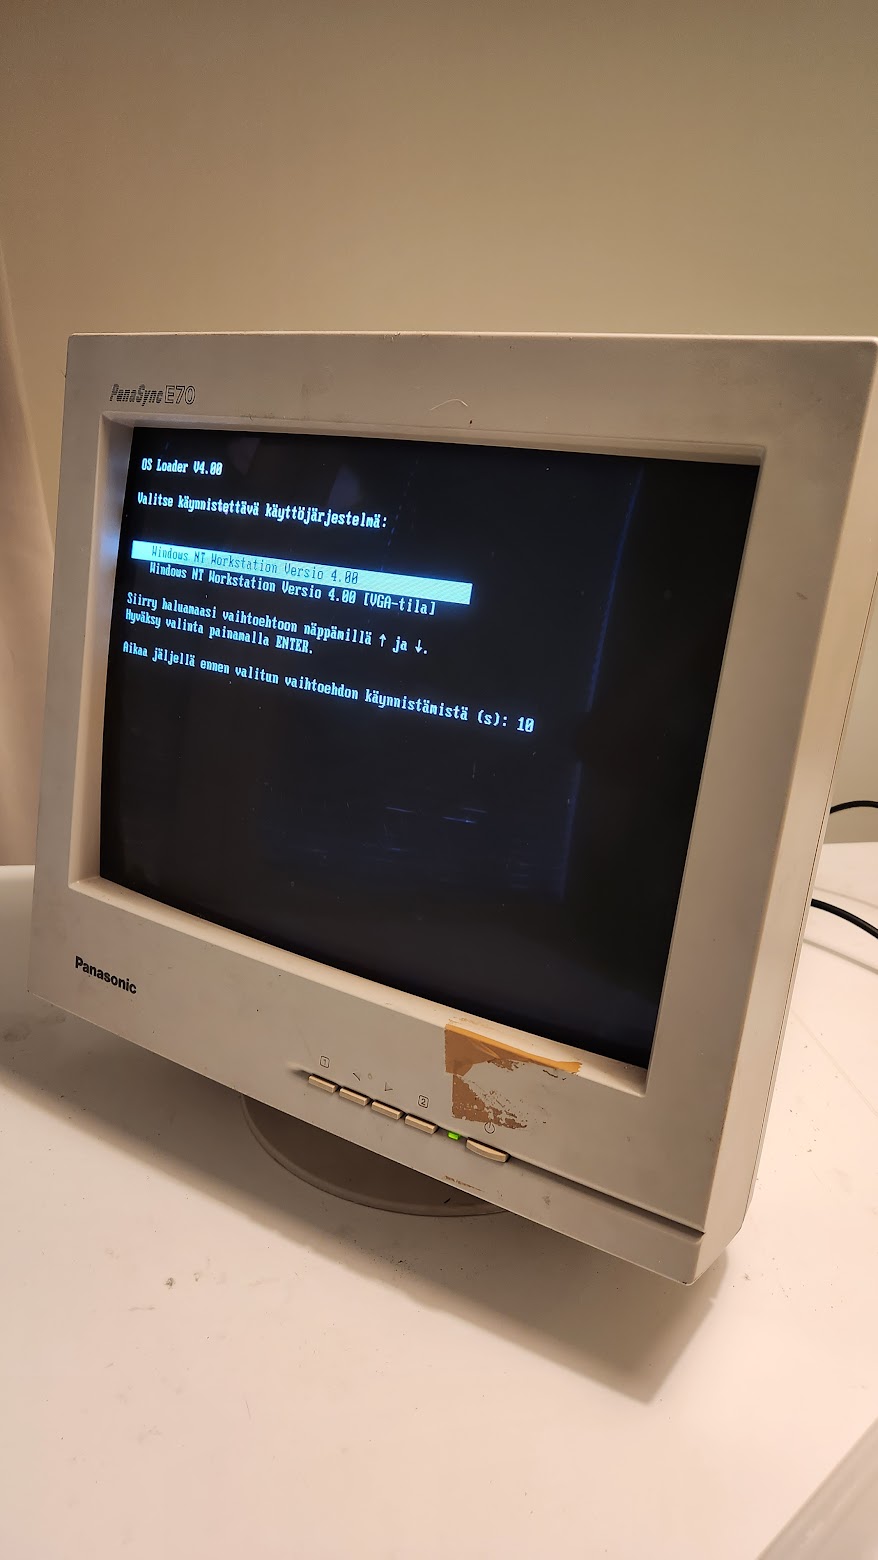 PanaSync E70
OS Loader V4.00
Valitse käynnistettävä käyttöjärjestelmä:
Windows NT Workstation Versio 4.00
Windows NT Workstation Versio 4.00 [VGA-tila]
Siirry haluamaasi vaihtoehtoon näppämillä ↑ ja ↓.
Hyväksy valinta painamalla ENTER.
Aikaa jäljellä ennen valitun vaihtoehdon käynnistämistä (s): 10
Panasonic
1
2